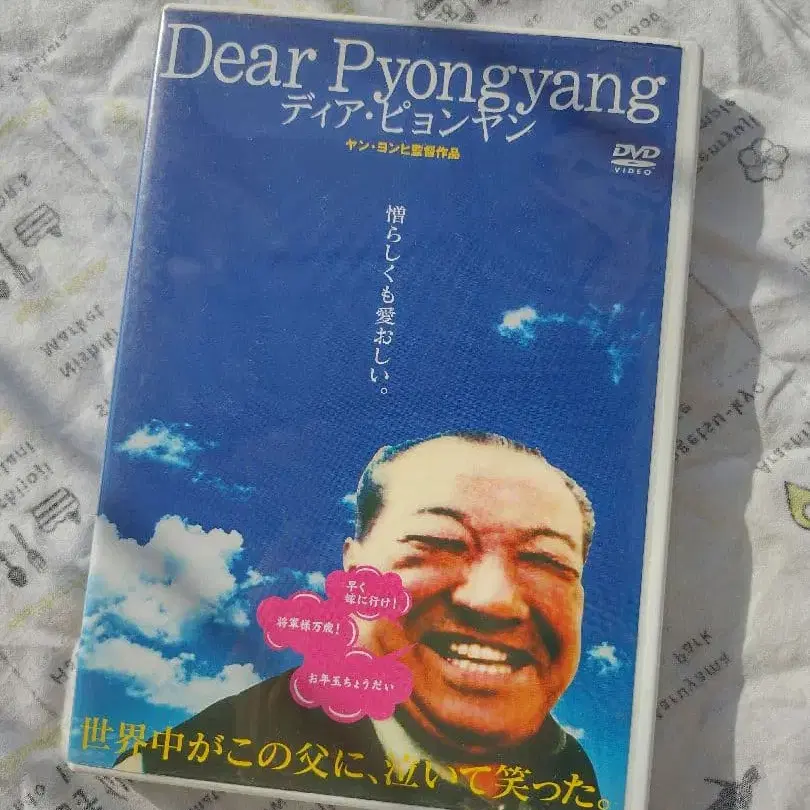 Dear Pyongyang
ディア・ピョンヤン
ヤン・ヨンヒ監督作品
DVD
VIDEO
憎らしくも愛おしい。
早く
嫁に行け!
将軍様万歳!
お年玉ちょうだい
世界中がこの父に、泣いて笑った。